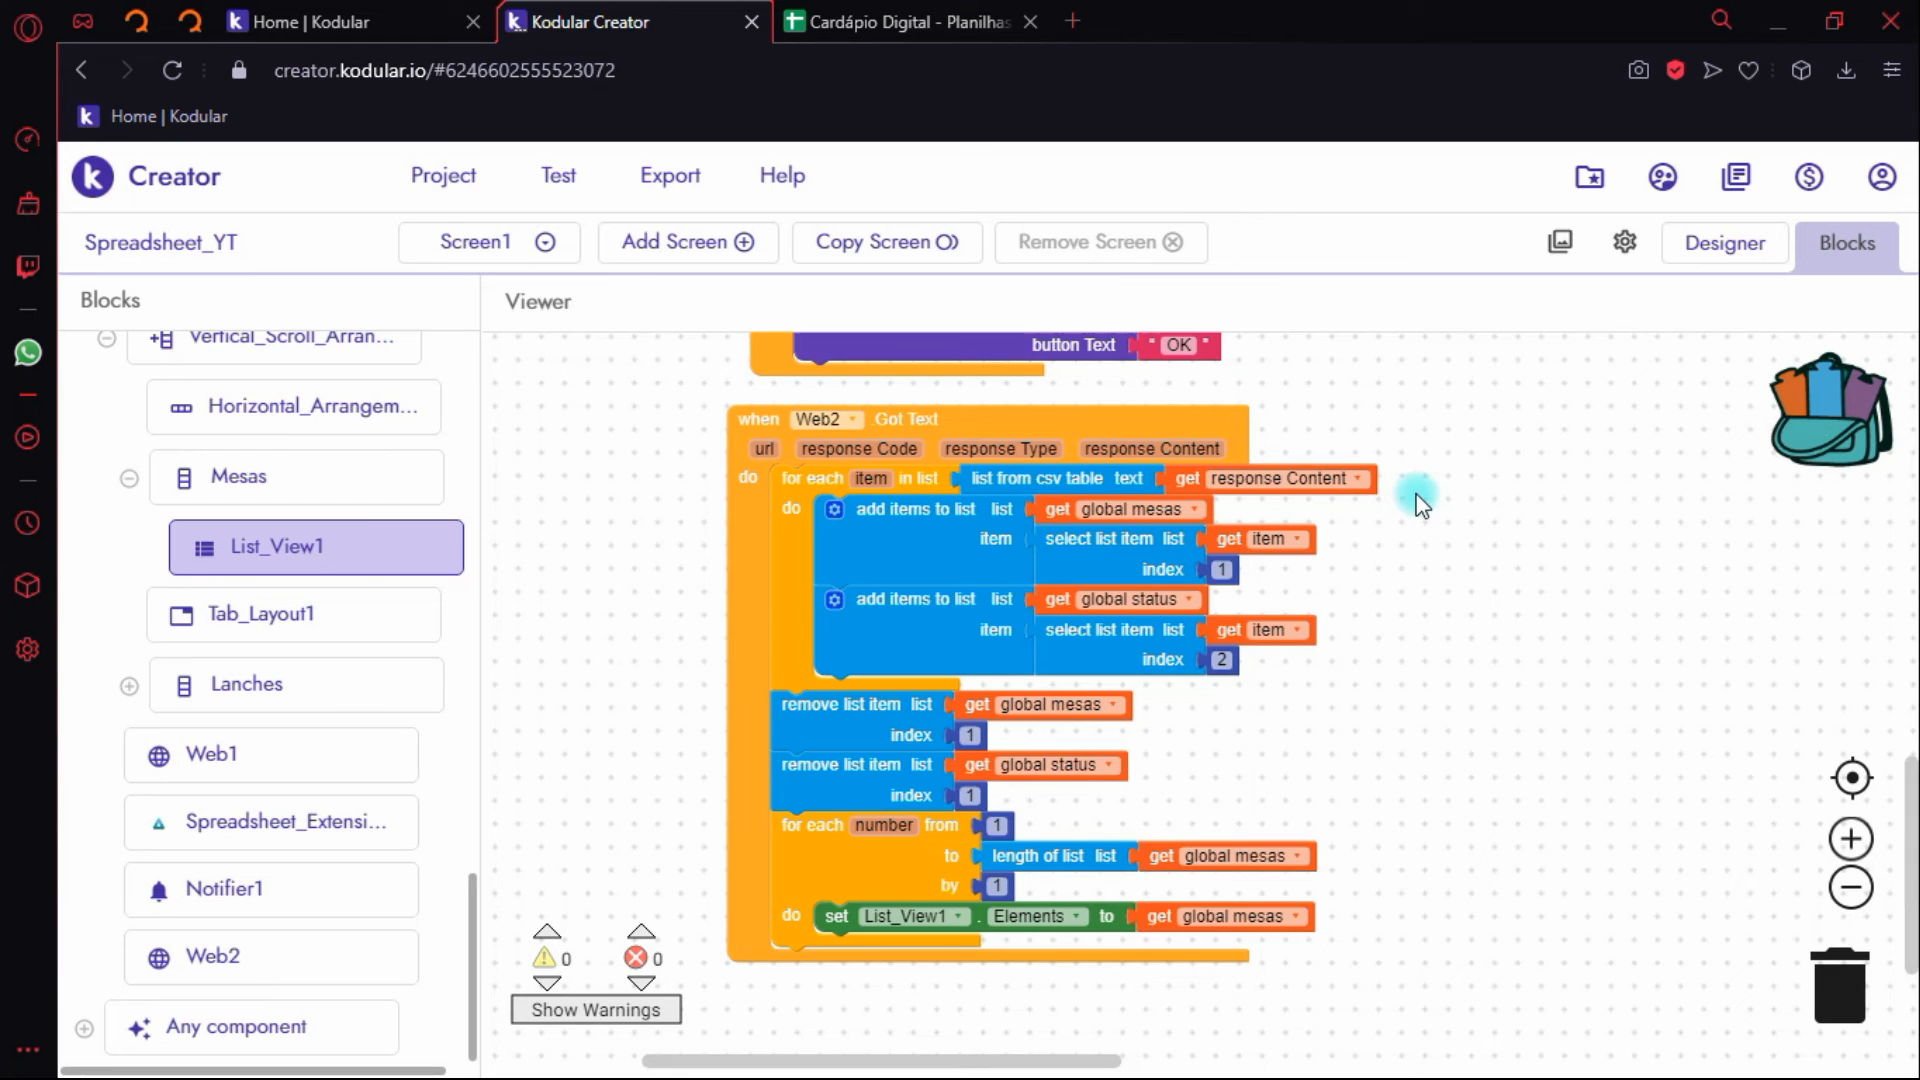 Home | Kodular
Kodular Creator
Cardápio Digital - Planilhas
creator.kodular.io/#6246602555523072
Home | Kodular
Creator
Project
Test
Export
Help
Spreadsheet_YT
Screen1
Add Screen
Copy Screen
Remove Screen
Designer
Blocks
Blocks
Viewer
Vertical_Scroll_Arran...
Horizontal_Arrangem...
Mesas
List_View1
Tab_Layout1
Lanches
Web1
Spreadsheet_Extensi...
Notifier1
Web2
Any component
button Text " OK "
when Web2 .Got Text
url response Code response Type response Content
do for each item in list list from csv table text get response Content
do add items to list list get global mesas
item select list item list get item
index 1
add items to list list get global status
item select list item list get item
index 2
remove list item list get global mesas
index 1
remove list item list get global status
index 1
for each number from 1
to length of list list get global mesas
by 1
do set List_View1 . Elements to get global mesas
0 0
Show Warnings